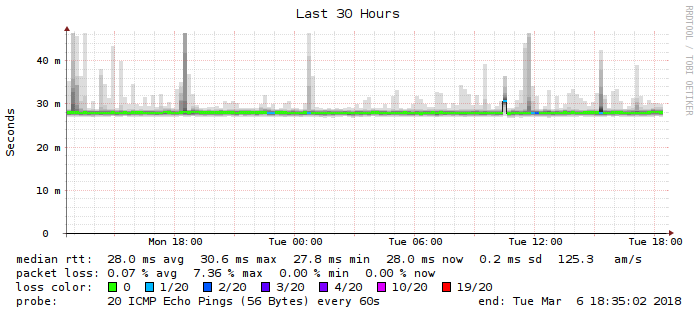 Last 30 Hours
RRDTOOL / TOBI OETIKER
Seconds
40 m
30 m
20 m
10 m
0
Mon 18:00 Tue 00:00 Tue 06:00 Tue 12:00 Tue 18:00
median rtt: 28.0 ms avg 30.6 ms max 27.8 ms min 28.0 ms now 0.2 ms sd 125.3 am/s
packet loss: 0.07 % avg 7.36 % max 0.00 % min 0.00 % now
loss color: 0 1/20 2/20 3/20 4/20 10/20 19/20
probe: 20 ICMP Echo Pings (56 Bytes) every 60s end: Tue Mar 6 18:35:02 2018